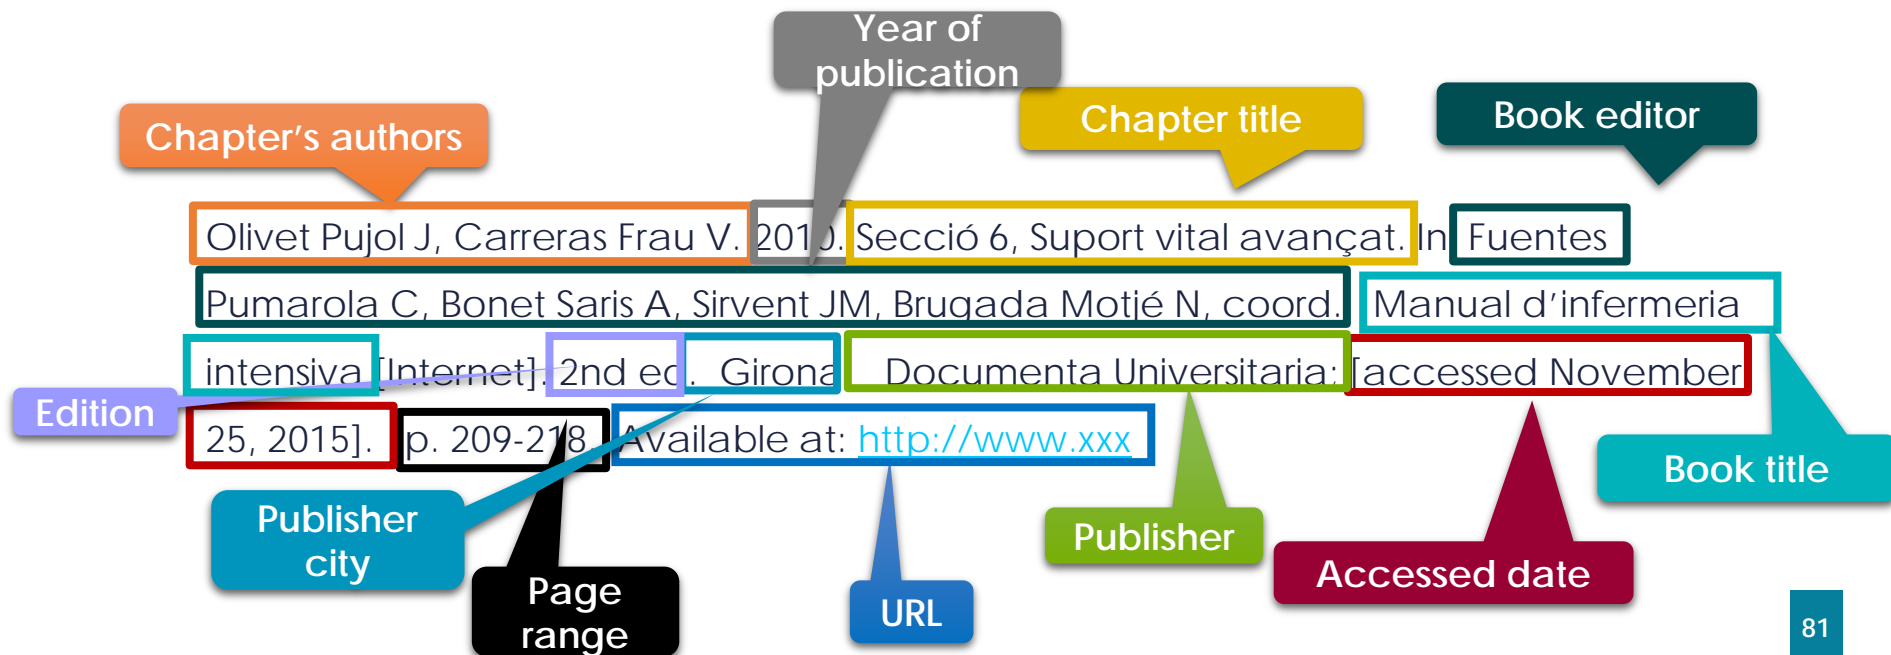 Year of
publication
Chapter's authors
Chapter title
Book editor
Olivet Pujol J, Carreras Frau V. 2010. Secció 6, Suport vital avançat. In Fuentes
Pumarola C, Bonet Saris A, Sirvent JM, Brugada Motjé N, coord. Manual d'infermeria
intensiva [Internet]. 2nd ed. Girona Documenta Universitaria; [accessed November
25, 2015]. p. 209-218. Available at: http://www.xxx
Edition
Book title
Publisher
city
Page
range
URL
Publisher
Accessed date
81